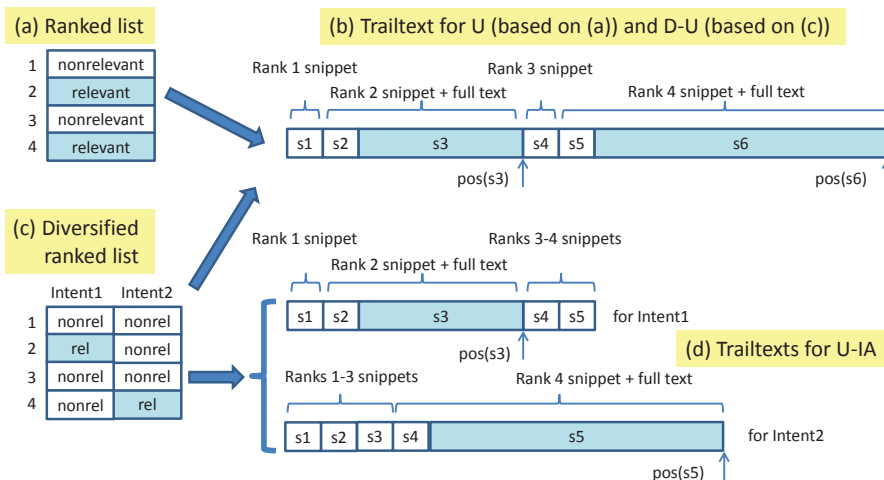 (a) Ranked list
1 nonrelevant
2 relevant
3 nonrelevant
4 relevant
(b) Trailtext for U (based on (a)) and D-U (based on (c))
Rank 1 snippet
Rank 3 snippet
Rank 2 snippet + full text
Rank 4 snippet + full text
s1 s2 s3 s4 s5 s6
pos(s3)
pos(s6)
(c) Diversified
ranked list
Intent1 Intent2
1 nonrel nonrel
2 rel nonrel
3 nonrel nonrel
4 nonrel rel
Rank 1 snippet
Ranks 3-4 snippets
Rank 2 snippet + full text
s1 s2 s3 s4 s5
for Intent1
pos(s3)
(d) Trailtexts for U-IA
Ranks 1-3 snippets
Rank 4 snippet + full text
s1 s2 s3 s4 s5
for Intent2
pos(s5)